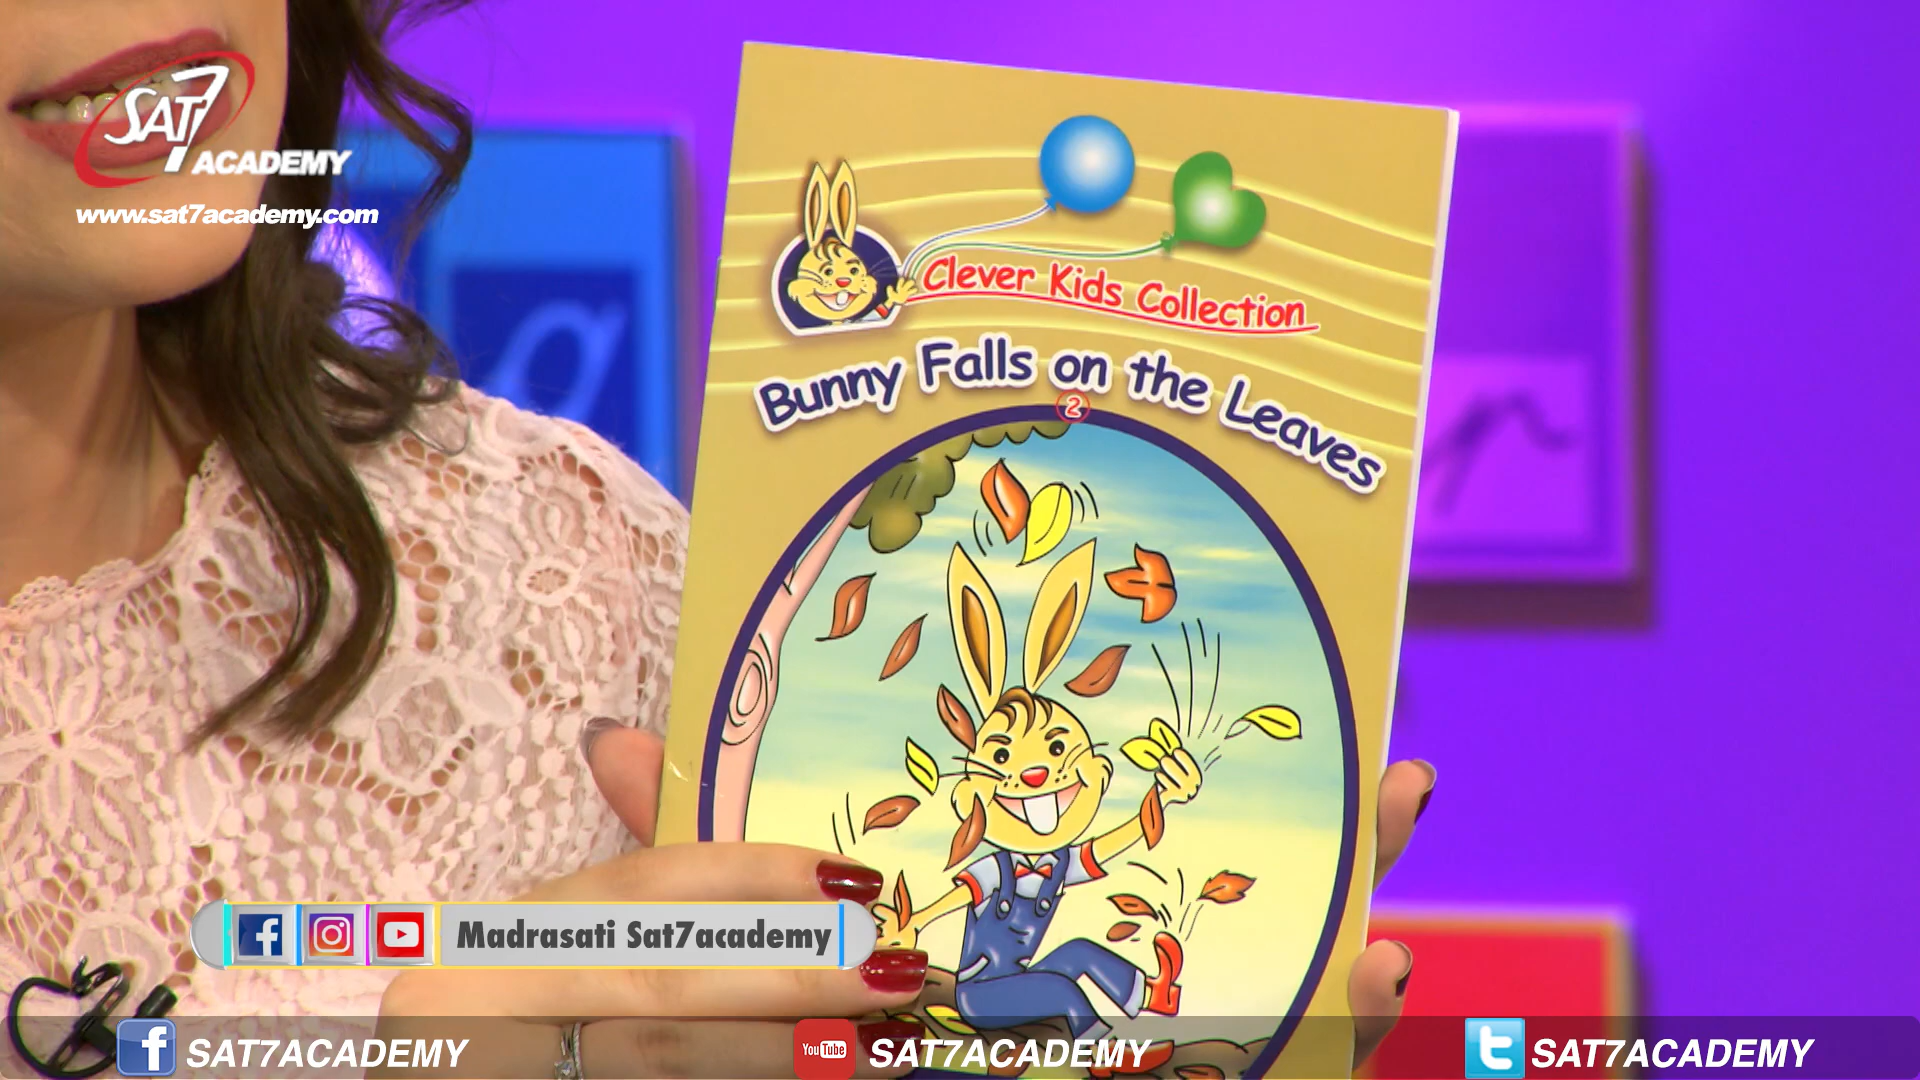 SAT7
ACADEMY
www.sat7academy.com
Clever Kids Collection
Bunny Falls on the Leaves
2
a
r
Madrasati Sat7academy
SAT7ACADEMY
You Tube
SAT7ACADEMY
SAT7ACADEMY